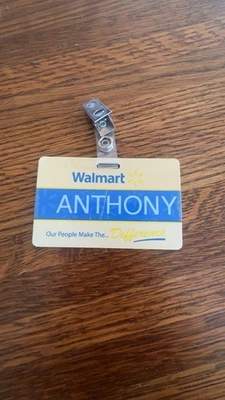 Walmart
ANTHONY
Our People Make The... Difference